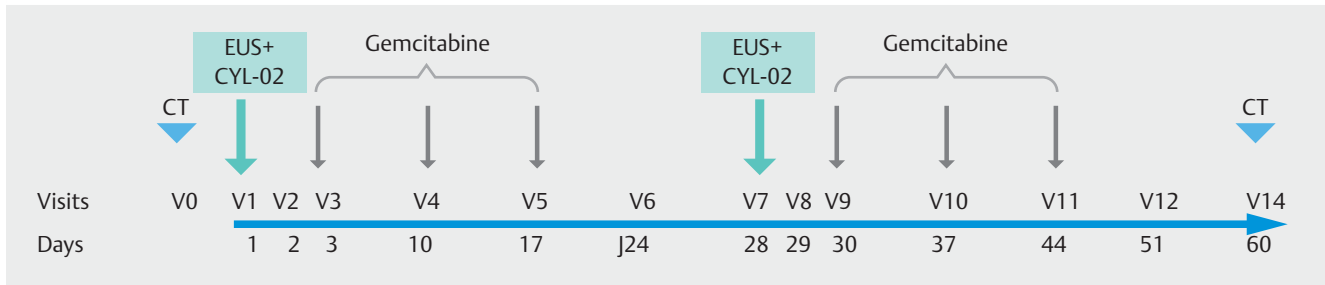 EUS+
CYL-02
Gemcitabine
EUS+
CYL-02
Gemcitabine
CT
CT
Visits V0 V1 V2 V3 V4 V5 V6 V7 V8 V9 V10 V11 V12 V14
Days 1 2 3 10 17 J24 28 29 30 37 44 51 60